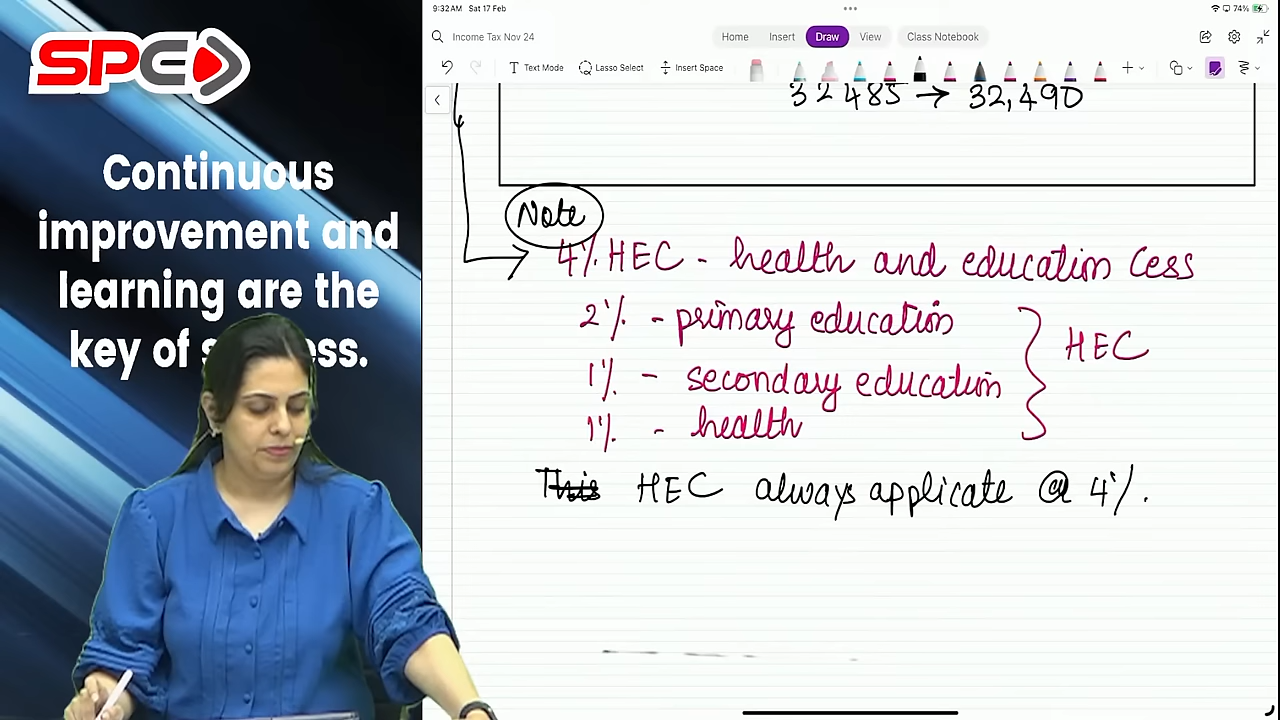 9:32 AM Sat 17 Feb
74%
Income Tax Nov 24
Home Insert Draw View Class Notebook
Text Mode Lasso Select Insert Space
SPE
Continuous
improvement and
learning are the
key of s ess.
32485 → 32,490
Note
4% HEC - health and education Cess
2% - primary education
1% - secondary education
1% - health
HEC
This HEC always applicate @ 4%.